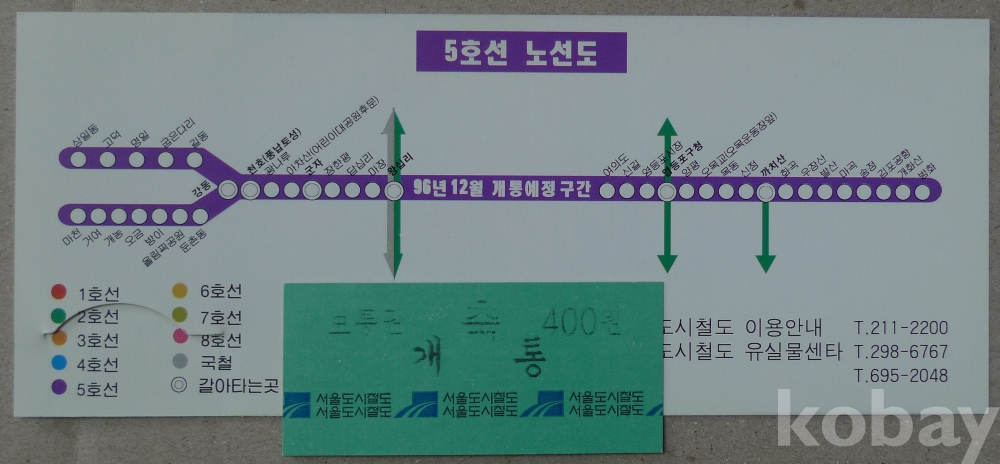 5호선 노선도
상일동
고덕
명일
굽은다리
길동
강동
천호(풍납토성)
광나루
아차산(어린이대공원후문)
군자
장한평
답십리
마장
왕십리
96년 12월 개통예정 구간
여의도
신길
영등포시장
영등포구청
양평
오목교(오목운동장앞)
목동
신정
까치산
화곡
우장산
발산
마곡
송정
김포공항
개화산
방화
마천
거여
개농
오금
방이
올림픽공원
둔촌동
1호선
2호선
3호선
4호선
5호선
6호선
7호선
8호선
국철
갈아타는곳
도시철도 이용안내 T.211-2200
도시철도 유실물센타 T.298-6767
T.695-2048
보통권
축 400원
개 통
서울도시철도 서울도시철도 서울도시철도
서울도시철도 서울도시철도 서울도시철도
kobay